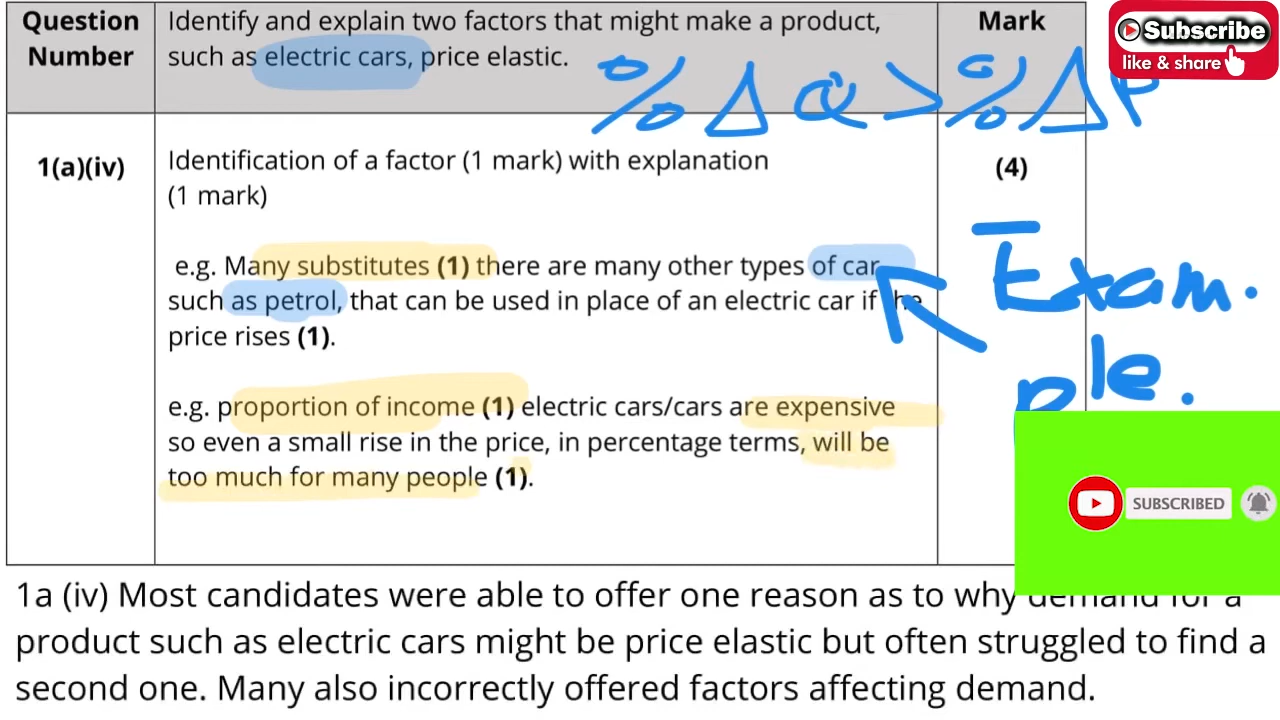 Question Number
Identify and explain two factors that might make a product,
such as electric cars, price elastic.
Mark
Subscribe
like & share
% Δ Q > % Δ P
1(a)(iv)
Identification of a factor (1 mark) with explanation
(1 mark)
(4)
e.g. Many substitutes (1) there are many other types of car
such as petrol, that can be used in place of an electric car if the
price rises (1).
Exam.
ple.
e.g. proportion of income (1) electric cars/cars are expensive
so even a small rise in the price, in percentage terms, will be
too much for many people (1).
SUBSCRIBED
1a (iv) Most candidates were able to offer one reason as to why demand for a
product such as electric cars might be price elastic but often struggled to find a
second one. Many also incorrectly offered factors affecting demand.